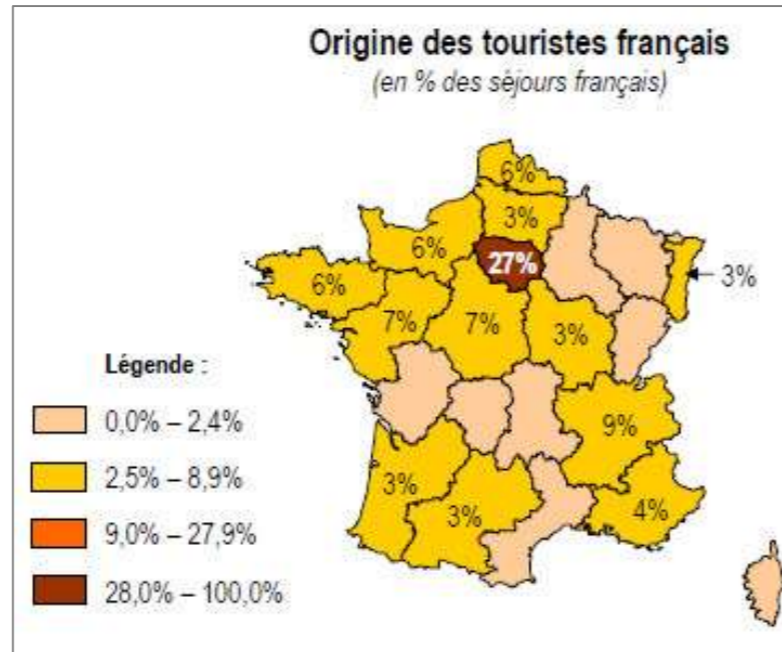 Origine des touristes français
(en % des séjours français)
6%
3%
6%
27%
3%
6%
7%
7%
3%
Légende :
0,0% – 2,4%
9%
2,5% – 8,9%
3%
3%
4%
9,0% – 27,9%
28,0% – 100,0%